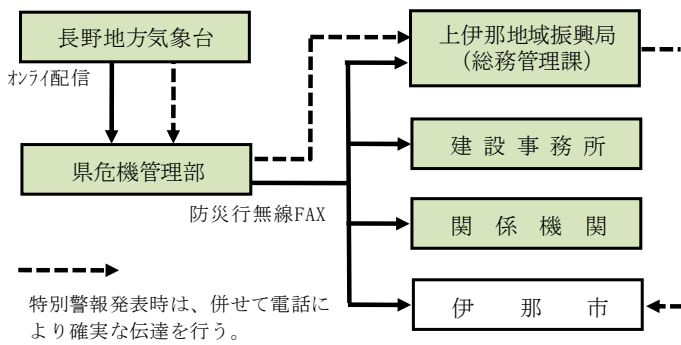 長野地方気象台
上伊那地域振興局
(総務管理課)
オンライ配信
建設事務所
県危機管理部
防災行無線FAX
関係機関
特別警報発表時は、併せて電話に
より確実な伝達を行う。
伊那市